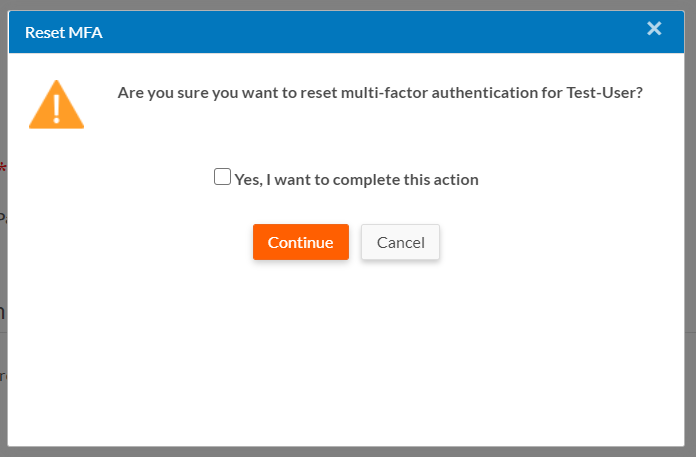 Reset MFA
Are you sure you want to reset multi-factor authentication for Test-User?
Yes, I want to complete this action
Continue
Cancel